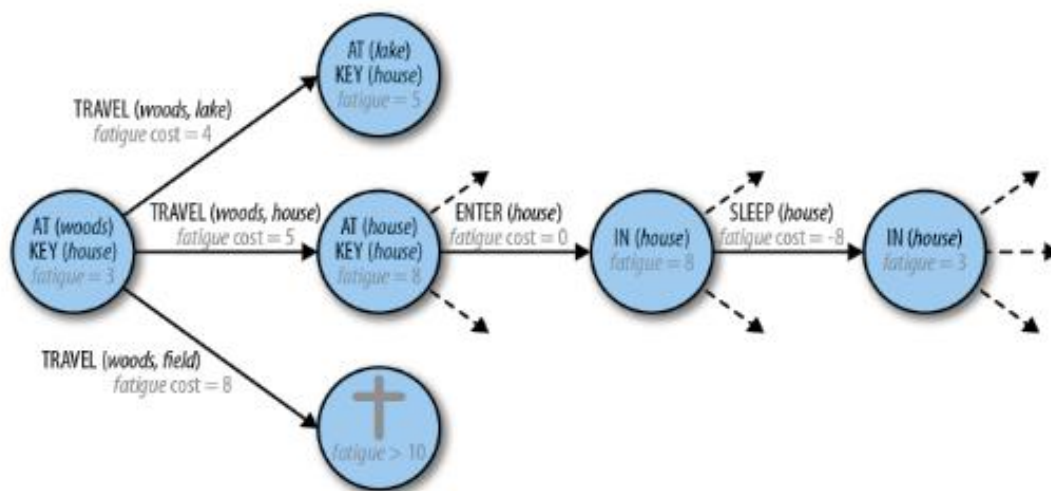 AT (lake)
KEY (house)
fatigue = 5
TRAVEL (woods, lake)
fatigue cost = 4
AT (woods)
KEY (house)
fatigue = 3
TRAVEL (woods, house)
fatigue cost = 5
AT (house)
KEY (house)
fatigue = 8
ENTER (house)
fatigue cost = 0
IN (house)
fatigue = 8
SLEEP (house)
fatigue cost = -8
IN (house)
fatigue = 3
TRAVEL (woods, field)
fatigue cost = 8
fatigue > 10